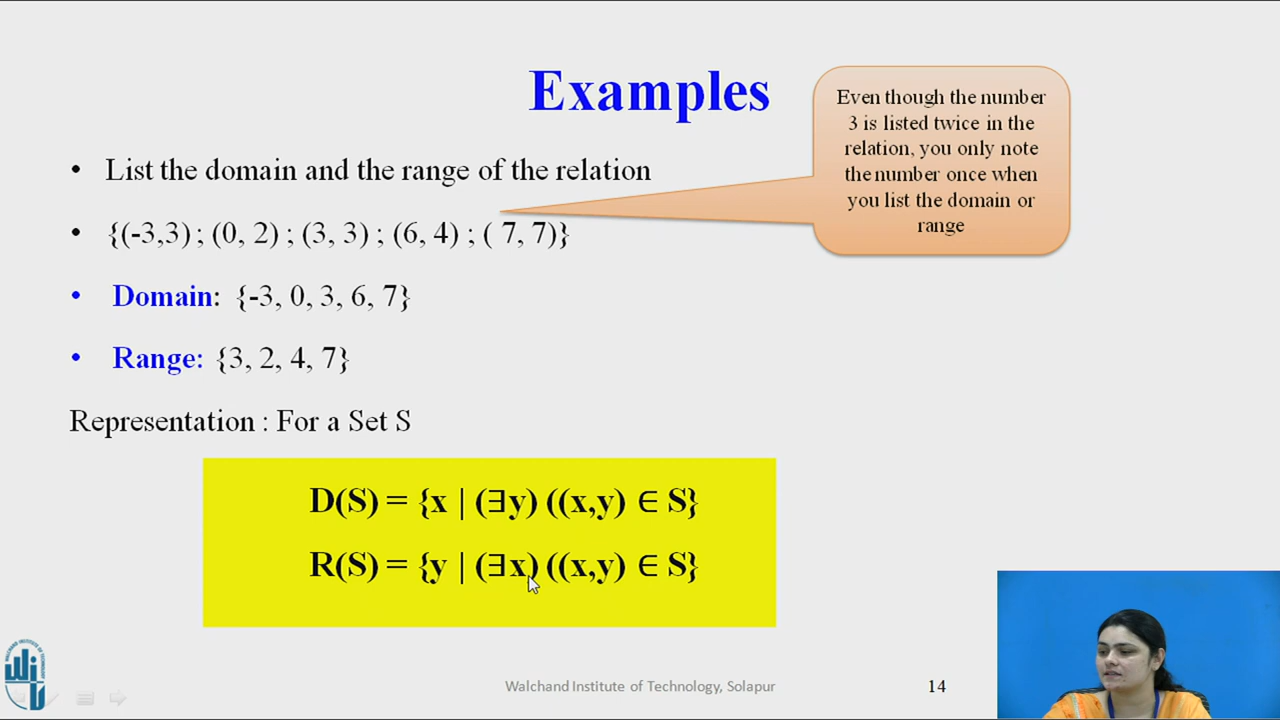 Examples
Even though the number
3 is listed twice in the
relation, you only note
the number once when
you list the domain or
range
• List the domain and the range of the relation
• {(-3,3) ; (0, 2) ; (3, 3) ; (6, 4) ; ( 7, 7)}
• Domain: {-3, 0, 3, 6, 7}
• Range: {3, 2, 4, 7}
Representation : For a Set S
D(S) = {x | (∃y) ((x,y) ∈ S}
R(S) = {y | (∃x) ((x,y) ∈ S}
Walchand Institute of Technology, Solapur
14